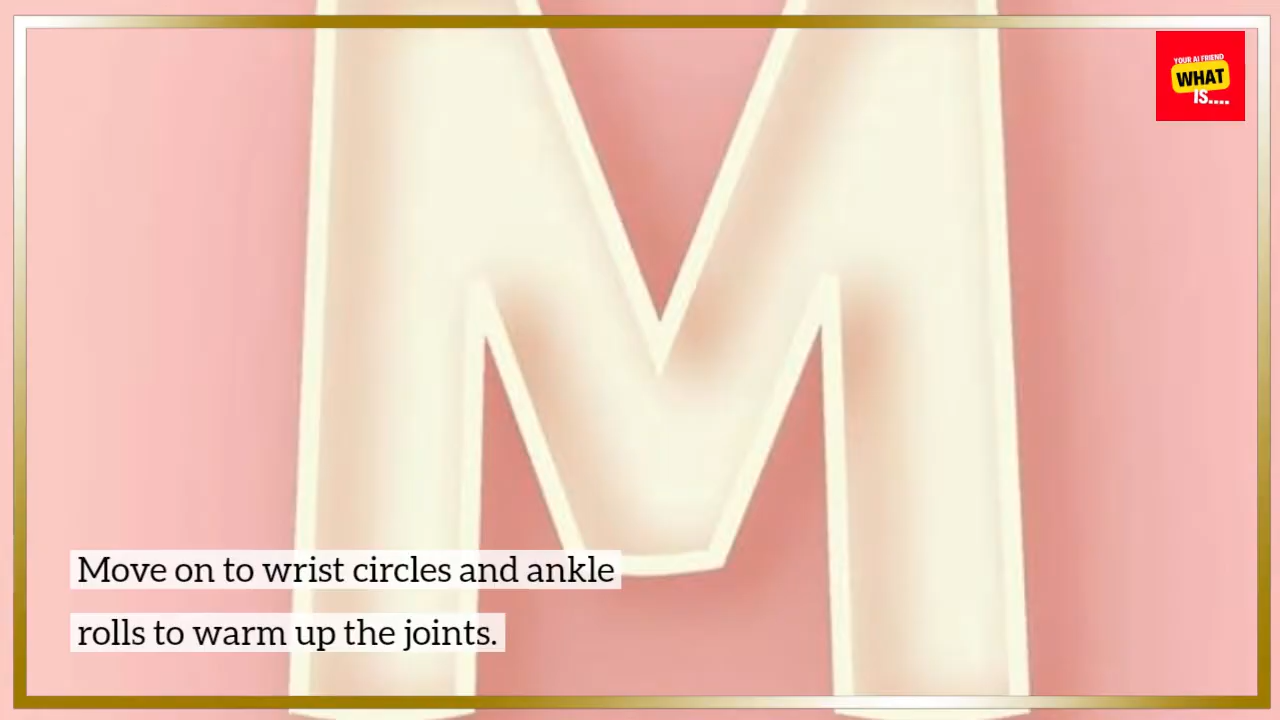 M
YOUR AI FRIEND
WHAT
IS....
Move on to wrist circles and ankle
rolls to warm up the joints.